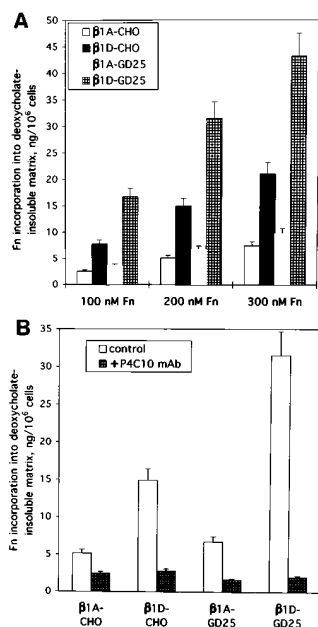 A
β1A-CHO
β1D-CHO
β1A-GD25
β1D-GD25
Fn incorporation into deoxycholate-
insoluble matrix, ng/10⁶ cells
50
45
40
35
30
25
20
15
10
5
0
100 nM Fn
200 nM Fn
300 nM Fn
B
control
+P4C10 mAb
Fn incorporation into deoxycholate-
insoluble matrix, ng/10⁶ cells
35
30
25
20
15
10
5
0
β1A-
CHO
β1D-
CHO
β1A-
GD25
β1D-
GD25